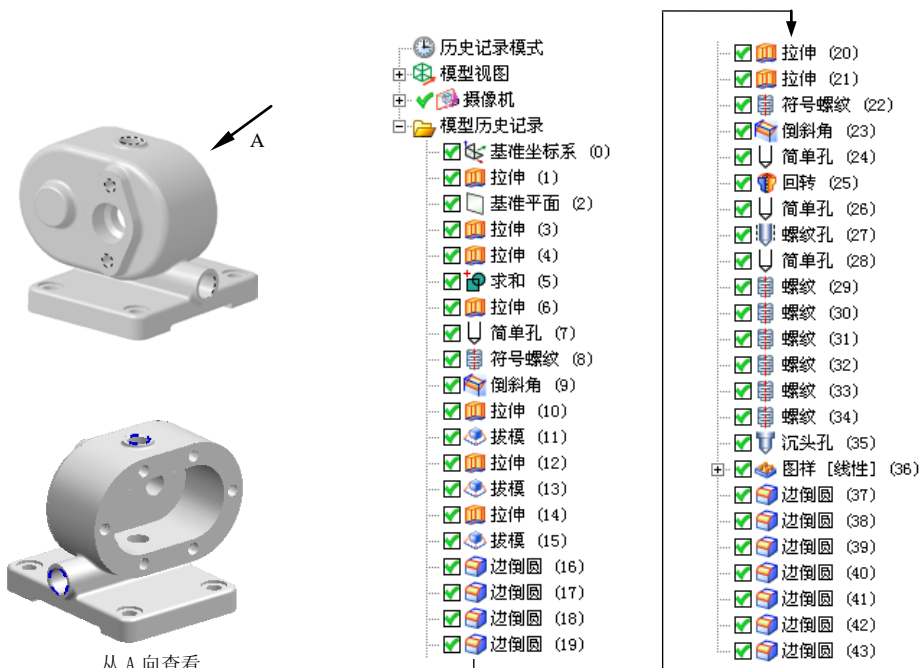 A
从 A 向查看
历史记录模式
模型视图
摄像机
模型历史记录
基准坐标系 (0)
拉伸 (1)
基准平面 (2)
拉伸 (3)
拉伸 (4)
求和 (5)
拉伸 (6)
简单孔 (7)
符号螺纹 (8)
倒斜角 (9)
拉伸 (10)
拔模 (11)
拉伸 (12)
拔模 (13)
拉伸 (14)
拔模 (15)
边倒圆 (16)
边倒圆 (17)
边倒圆 (18)
边倒圆 (19)
拉伸 (20)
拉伸 (21)
符号螺纹 (22)
倒斜角 (23)
简单孔 (24)
回转 (25)
简单孔 (26)
螺纹孔 (27)
简单孔 (28)
螺纹 (29)
螺纹 (30)
螺纹 (31)
螺纹 (32)
螺纹 (33)
螺纹 (34)
沉头孔 (35)
图样 [线性] (36)
边倒圆 (37)
边倒圆 (38)
边倒圆 (39)
边倒圆 (40)
边倒圆 (41)
边倒圆 (42)
边倒圆 (43)